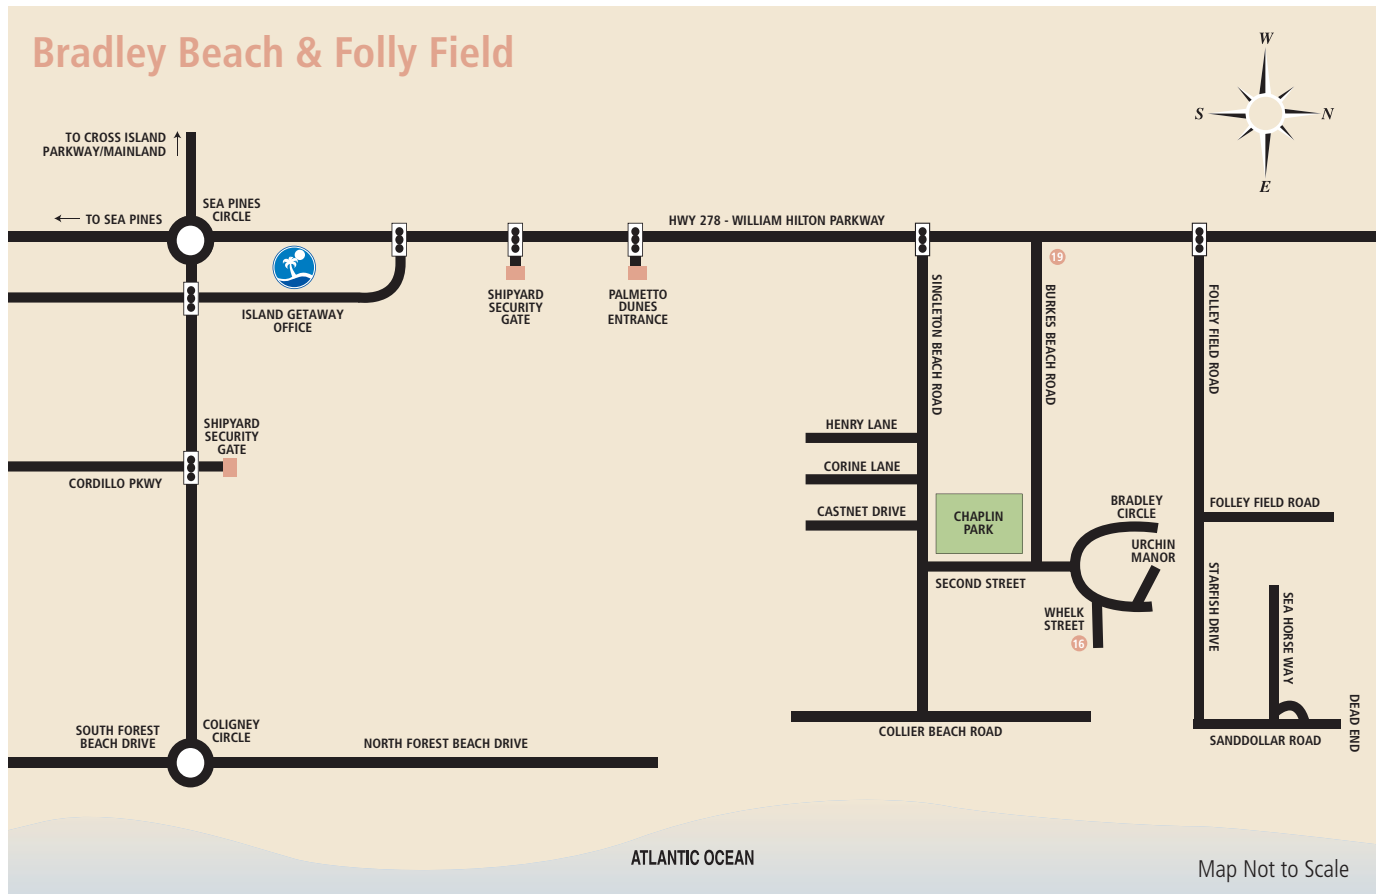 Bradley Beach & Folly Field
W
S
N
E
TO CROSS ISLAND
PARKWAY/MAINLAND
TO SEA PINES
SEA PINES
CIRCLE
HWY 278 - WILLIAM HILTON PARKWAY
ISLAND GETAWAY
OFFICE
SHIPYARD
SECURITY
GATE
PALMETTO
DUNES
ENTRANCE
19
SINGLETON BEACH ROAD
BURKES BEACH ROAD
FOLLEY FIELD ROAD
SHIPYARD
SECURITY
GATE
CORDILLO PKWY
HENRY LANE
CORINE LANE
CASTNET DRIVE
CHAPLIN
PARK
BRADLEY
CIRCLE
URCHIN
MANOR
FOLLEY FIELD ROAD
SECOND STREET
WHELK
STREET
16
STARFISH DRIVE
SEA HORSE WAY
DEAD END
SOUTH FOREST
BEACH DRIVE
COLIGNEY
CIRCLE
NORTH FOREST BEACH DRIVE
COLLIER BEACH ROAD
SANDDOLLAR ROAD
ATLANTIC OCEAN
Map Not to Scale